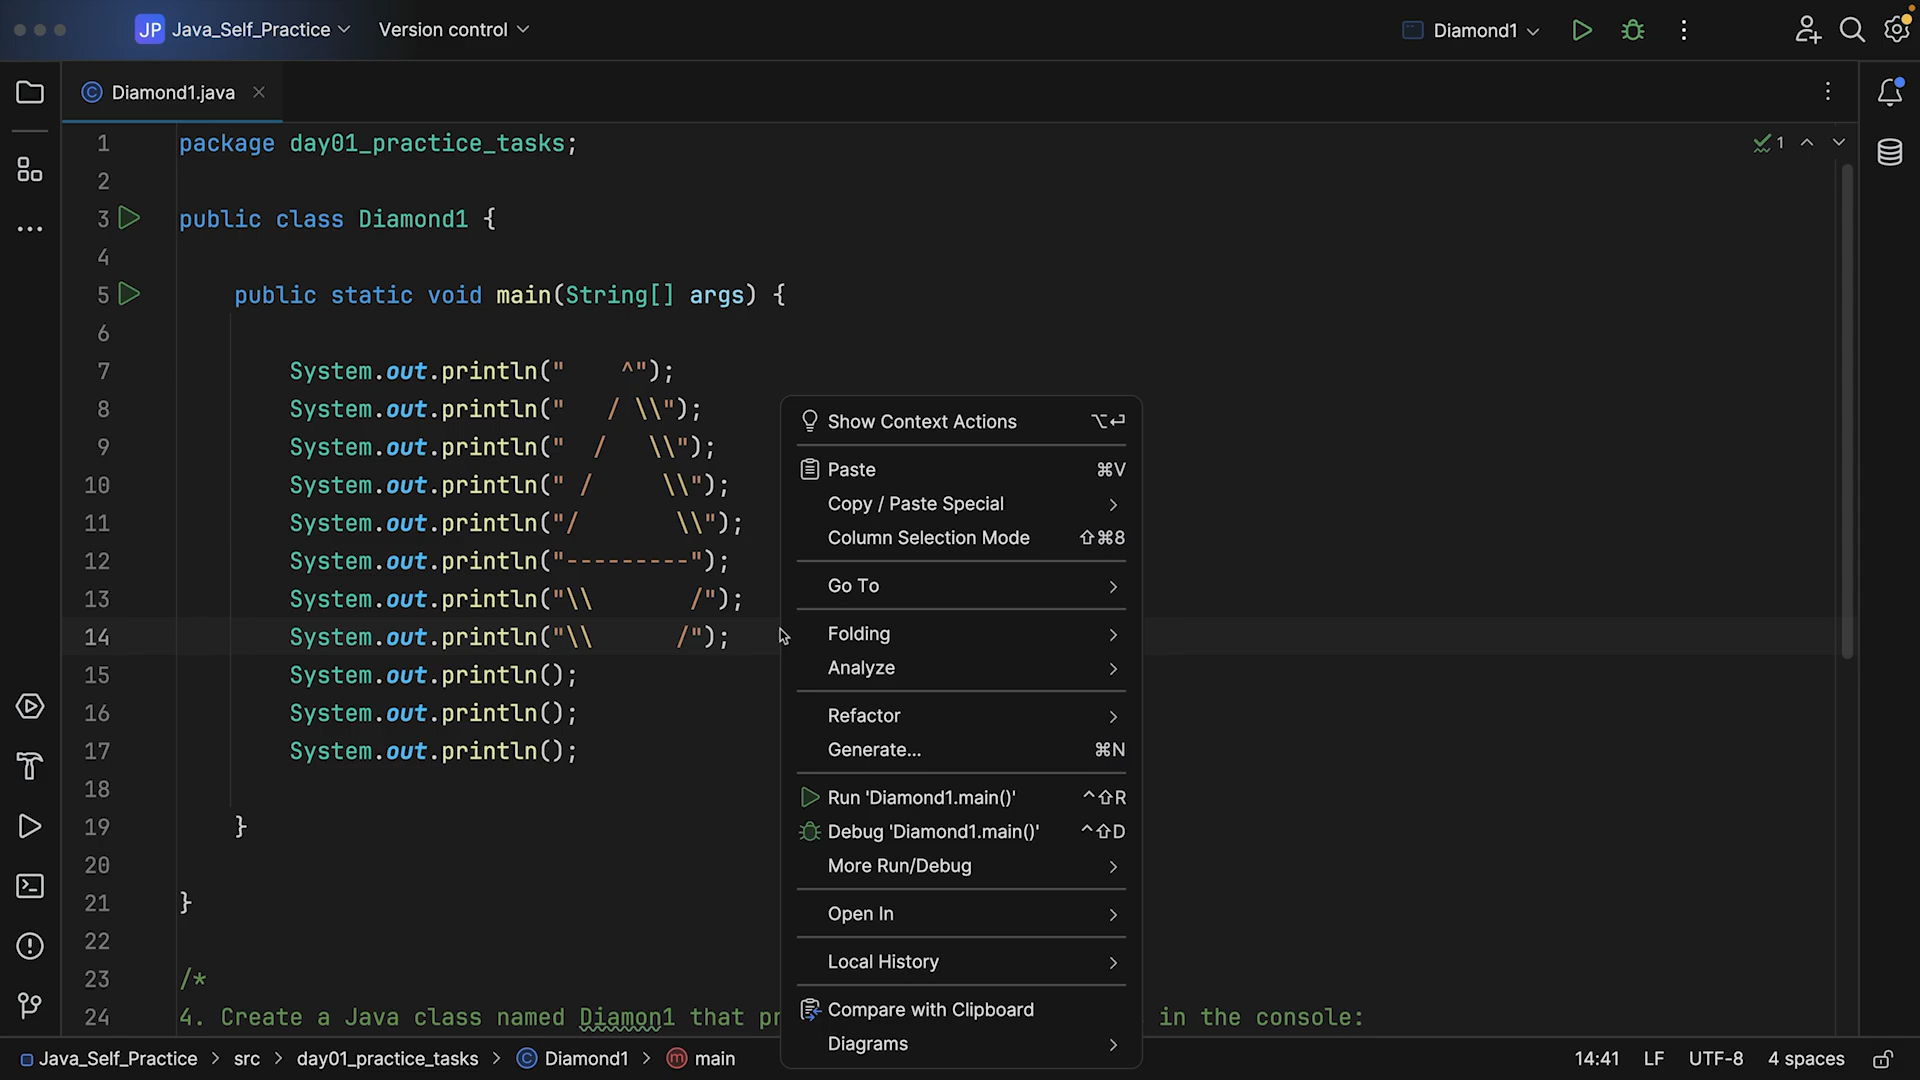 JP Java_Self_Practice Version control Diamond1
Diamond1.java
1 package day01_practice_tasks; 1
2
3 public class Diamond1 {
4
5     public static void main(String[] args) {
6
7         System.out.println("    ^");
8         System.out.println("   / \\");
9         System.out.println("  /   \\");
10         System.out.println(" /     \\");
11         System.out.println("/       \\");
12         System.out.println("---------");
13         System.out.println("\\       /");
14         System.out.println("\\      /");
15         System.out.println();
16         System.out.println();
17         System.out.println();
18
19     }
20
21 }
22
23 /*
24 4. Create a Java class named Diamon1 that pr in the console:
Show Context Actions ⌥↩
Paste ⌘V
Copy / Paste Special
Column Selection Mode ⇧⌘8
Go To
Folding
Analyze
Refactor
Generate... ⌘N
Run 'Diamond1.main()' ^⇧R
Debug 'Diamond1.main()' ^⇧D
More Run/Debug
Open In
Local History
Compare with Clipboard
Diagrams
Java_Self_Practice > src > day01_practice_tasks > C Diamond1 > m main 14:41 LF UTF-8 4 spaces